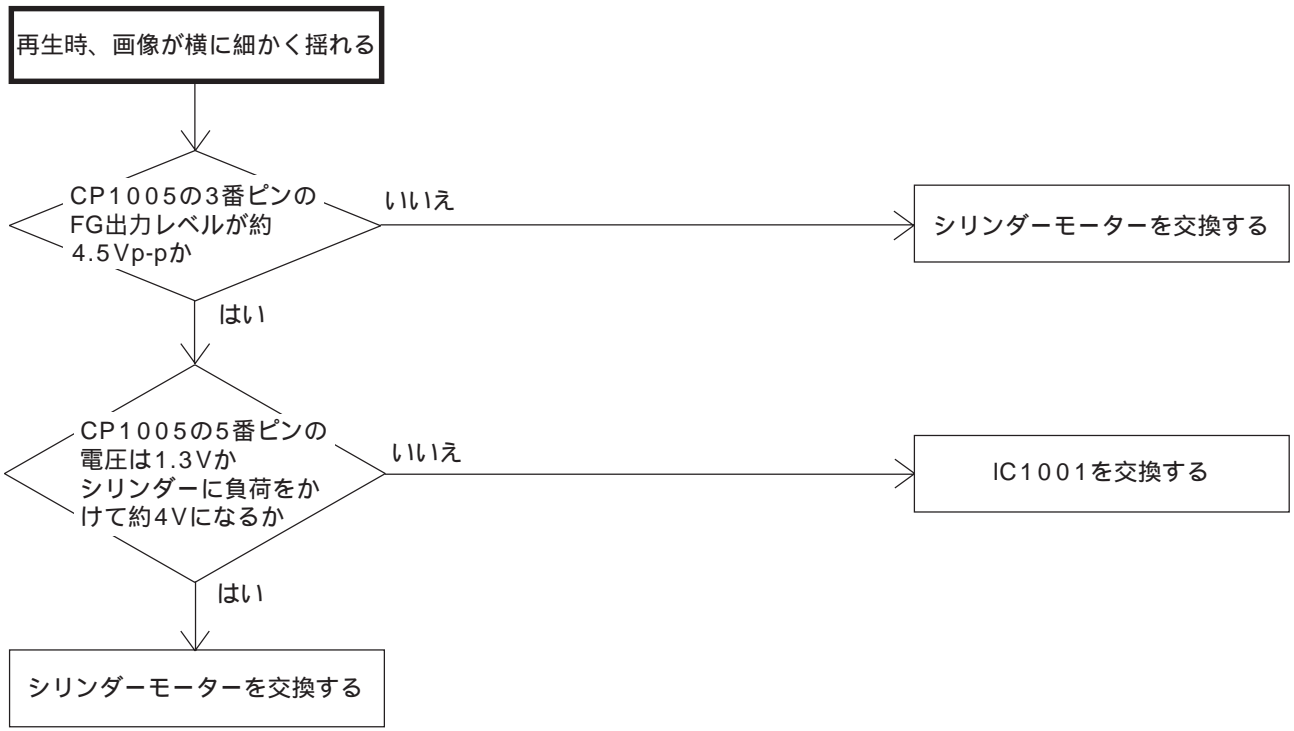 再生時、画像が横に細かく揺れる
CP1005の3番ピンの
FG出力レベルが約
4.5Vp-pか
いいえ
シリンダーモーターを交換する
はい
CP1005の5番ピンの
電圧は1.3Vか
シリンダーに負荷をか
けて約4Vになるか
いいえ
IC1001を交換する
はい
シリンダーモーターを交換する